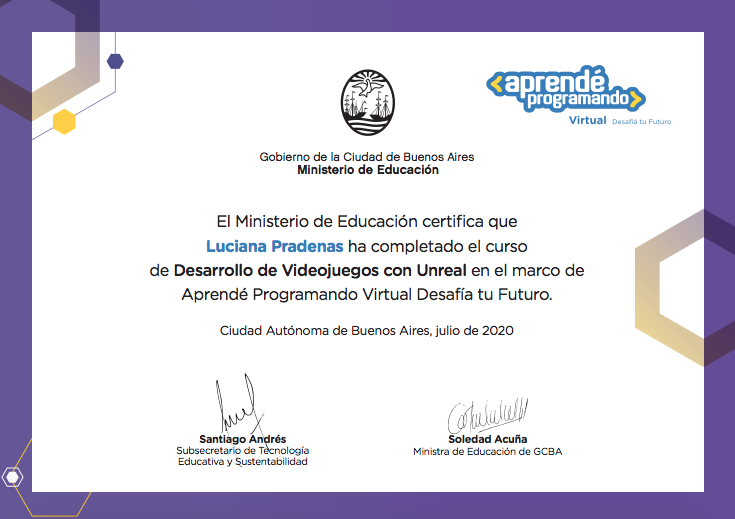 <aprendé
programando>
Virtual Desafiá tu Futuro
Gobierno de la Ciudad de Buenos Aires
Ministerio de Educación
El Ministerio de Educación certifica que
Luciana Pradenas ha completado el curso
de Desarrollo de Videojuegos con Unreal en el marco de
Aprendé Programando Virtual Desafía tu Futuro.
Ciudad Autónoma de Buenos Aires, julio de 2020
Santiago Andrés
Subsecretario de Tecnología
Educativa y Sustentabilidad
Soledad Acuña
Ministra de Educación de GCBA